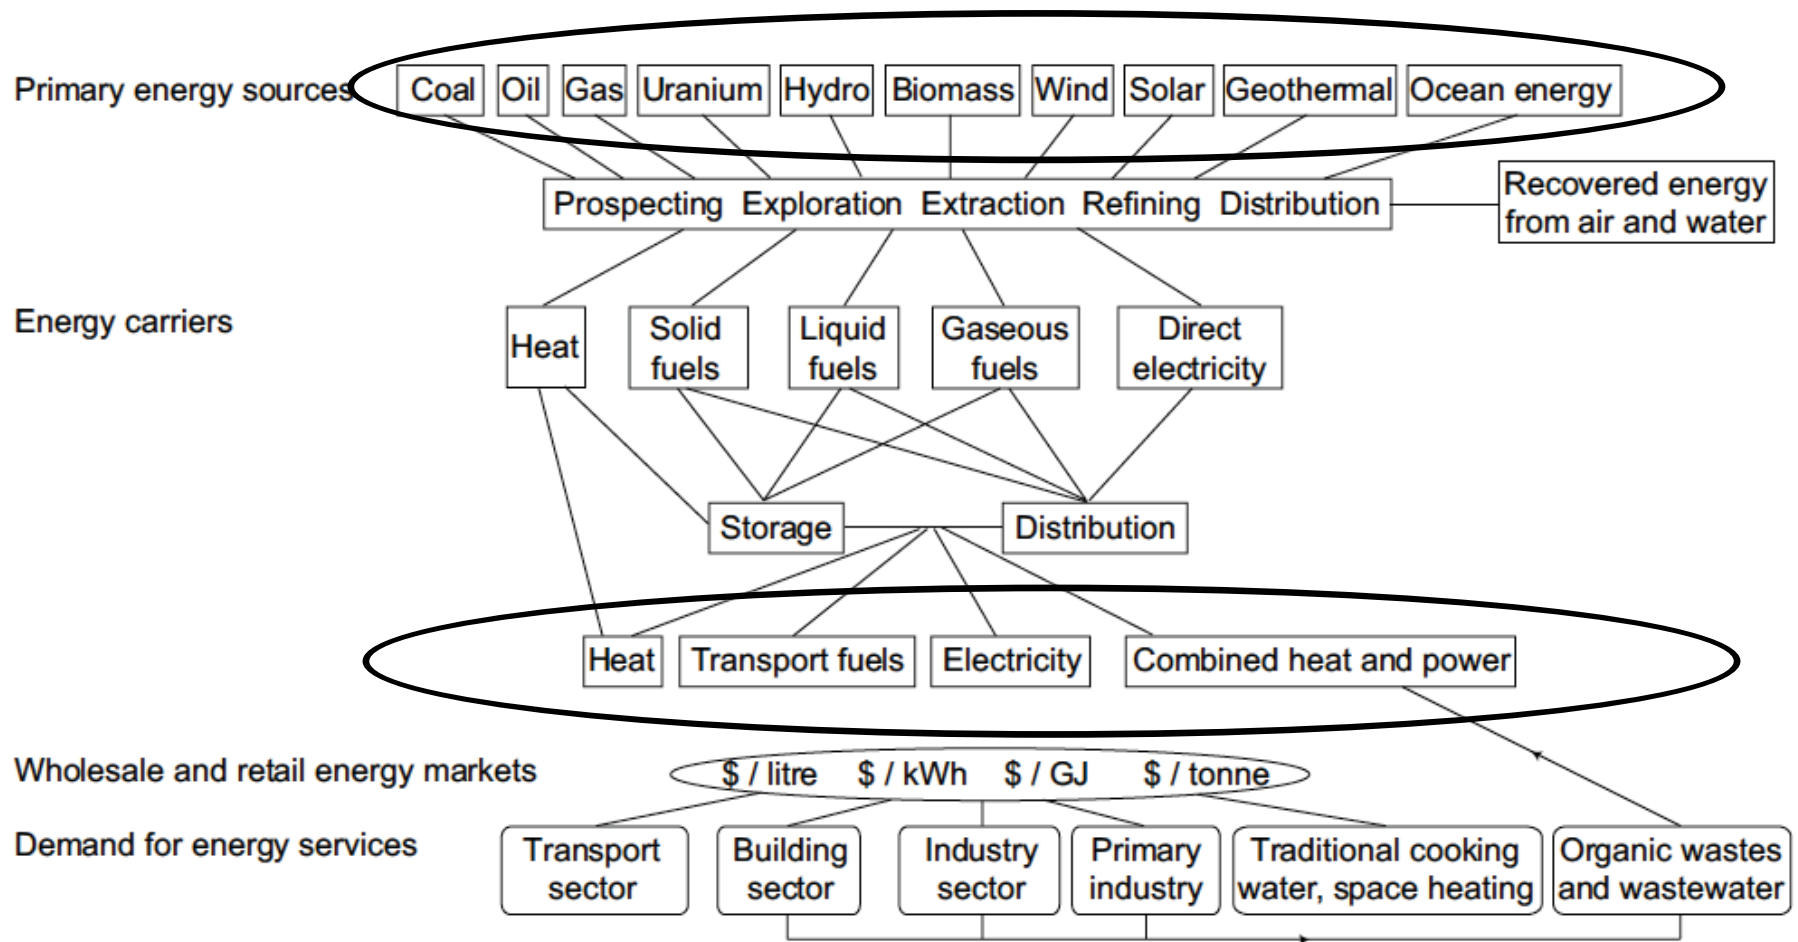 Primary energy sources
Coal
Oil
Gas
Uranium
Hydro
Biomass
Wind
Solar
Geothermal
Ocean energy
Prospecting Exploration Extraction Refining Distribution
Recovered energy
from air and water
Energy carriers
Heat
Solid
fuels
Liquid
fuels
Gaseous
fuels
Direct
electricity
Storage
Distribution
Heat
Transport fuels
Electricity
Combined heat and power
Wholesale and retail energy markets
$ / litre $ / kWh $ / GJ $ / tonne
Demand for energy services
Transport
sector
Building
sector
Industry
sector
Primary
industry
Traditional cooking
water, space heating
Organic wastes
and wastewater